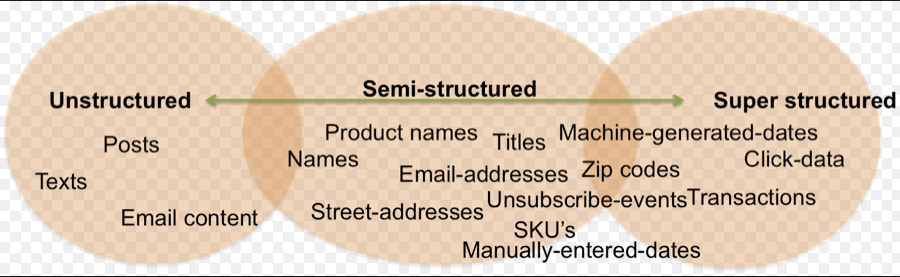 Unstructured
Semi-structured
Super structured
Posts
Texts
Email content
Product names
Titles
Names
Email-addresses
Street-addresses
Unsubscribe-events
SKU's
Manually-entered-dates
Machine-generated-dates
Zip codes
Click-data
Transactions